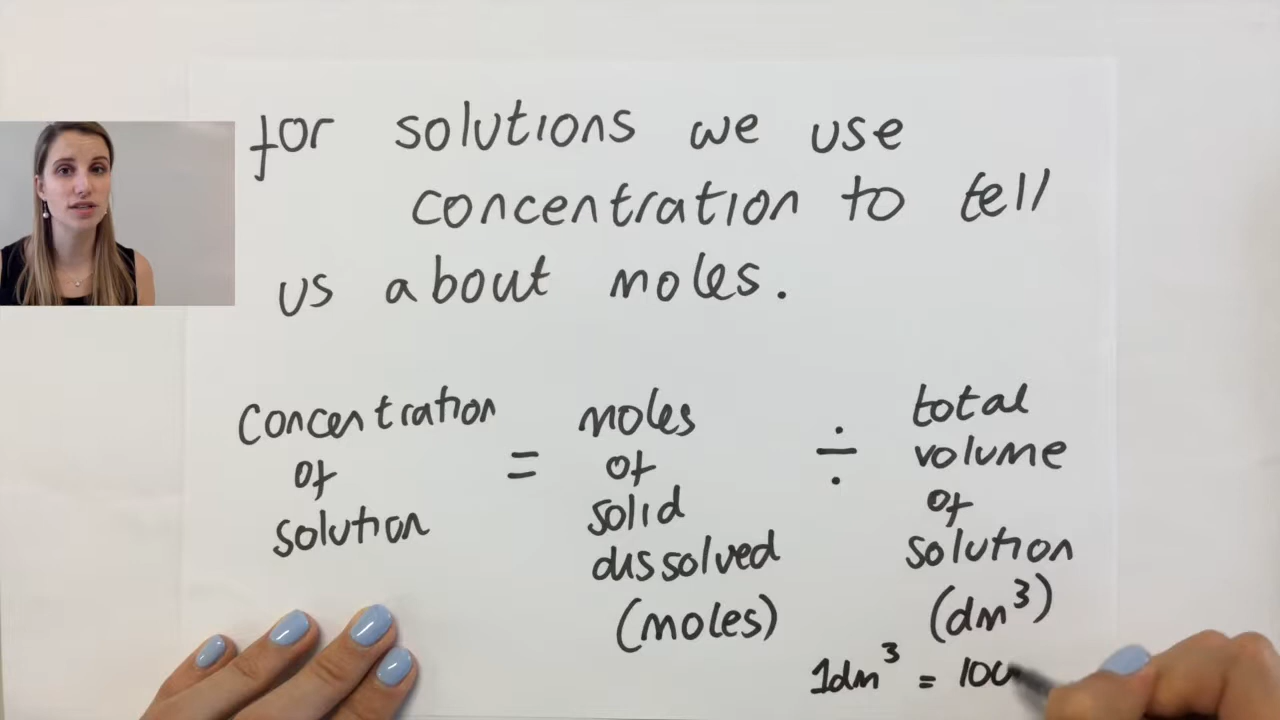 for solutions we use
concentration to tell
us about moles.
concentration of solution = moles of solid dissolved (moles) ÷ total volume of solution (dm³)
1dm³ = 100